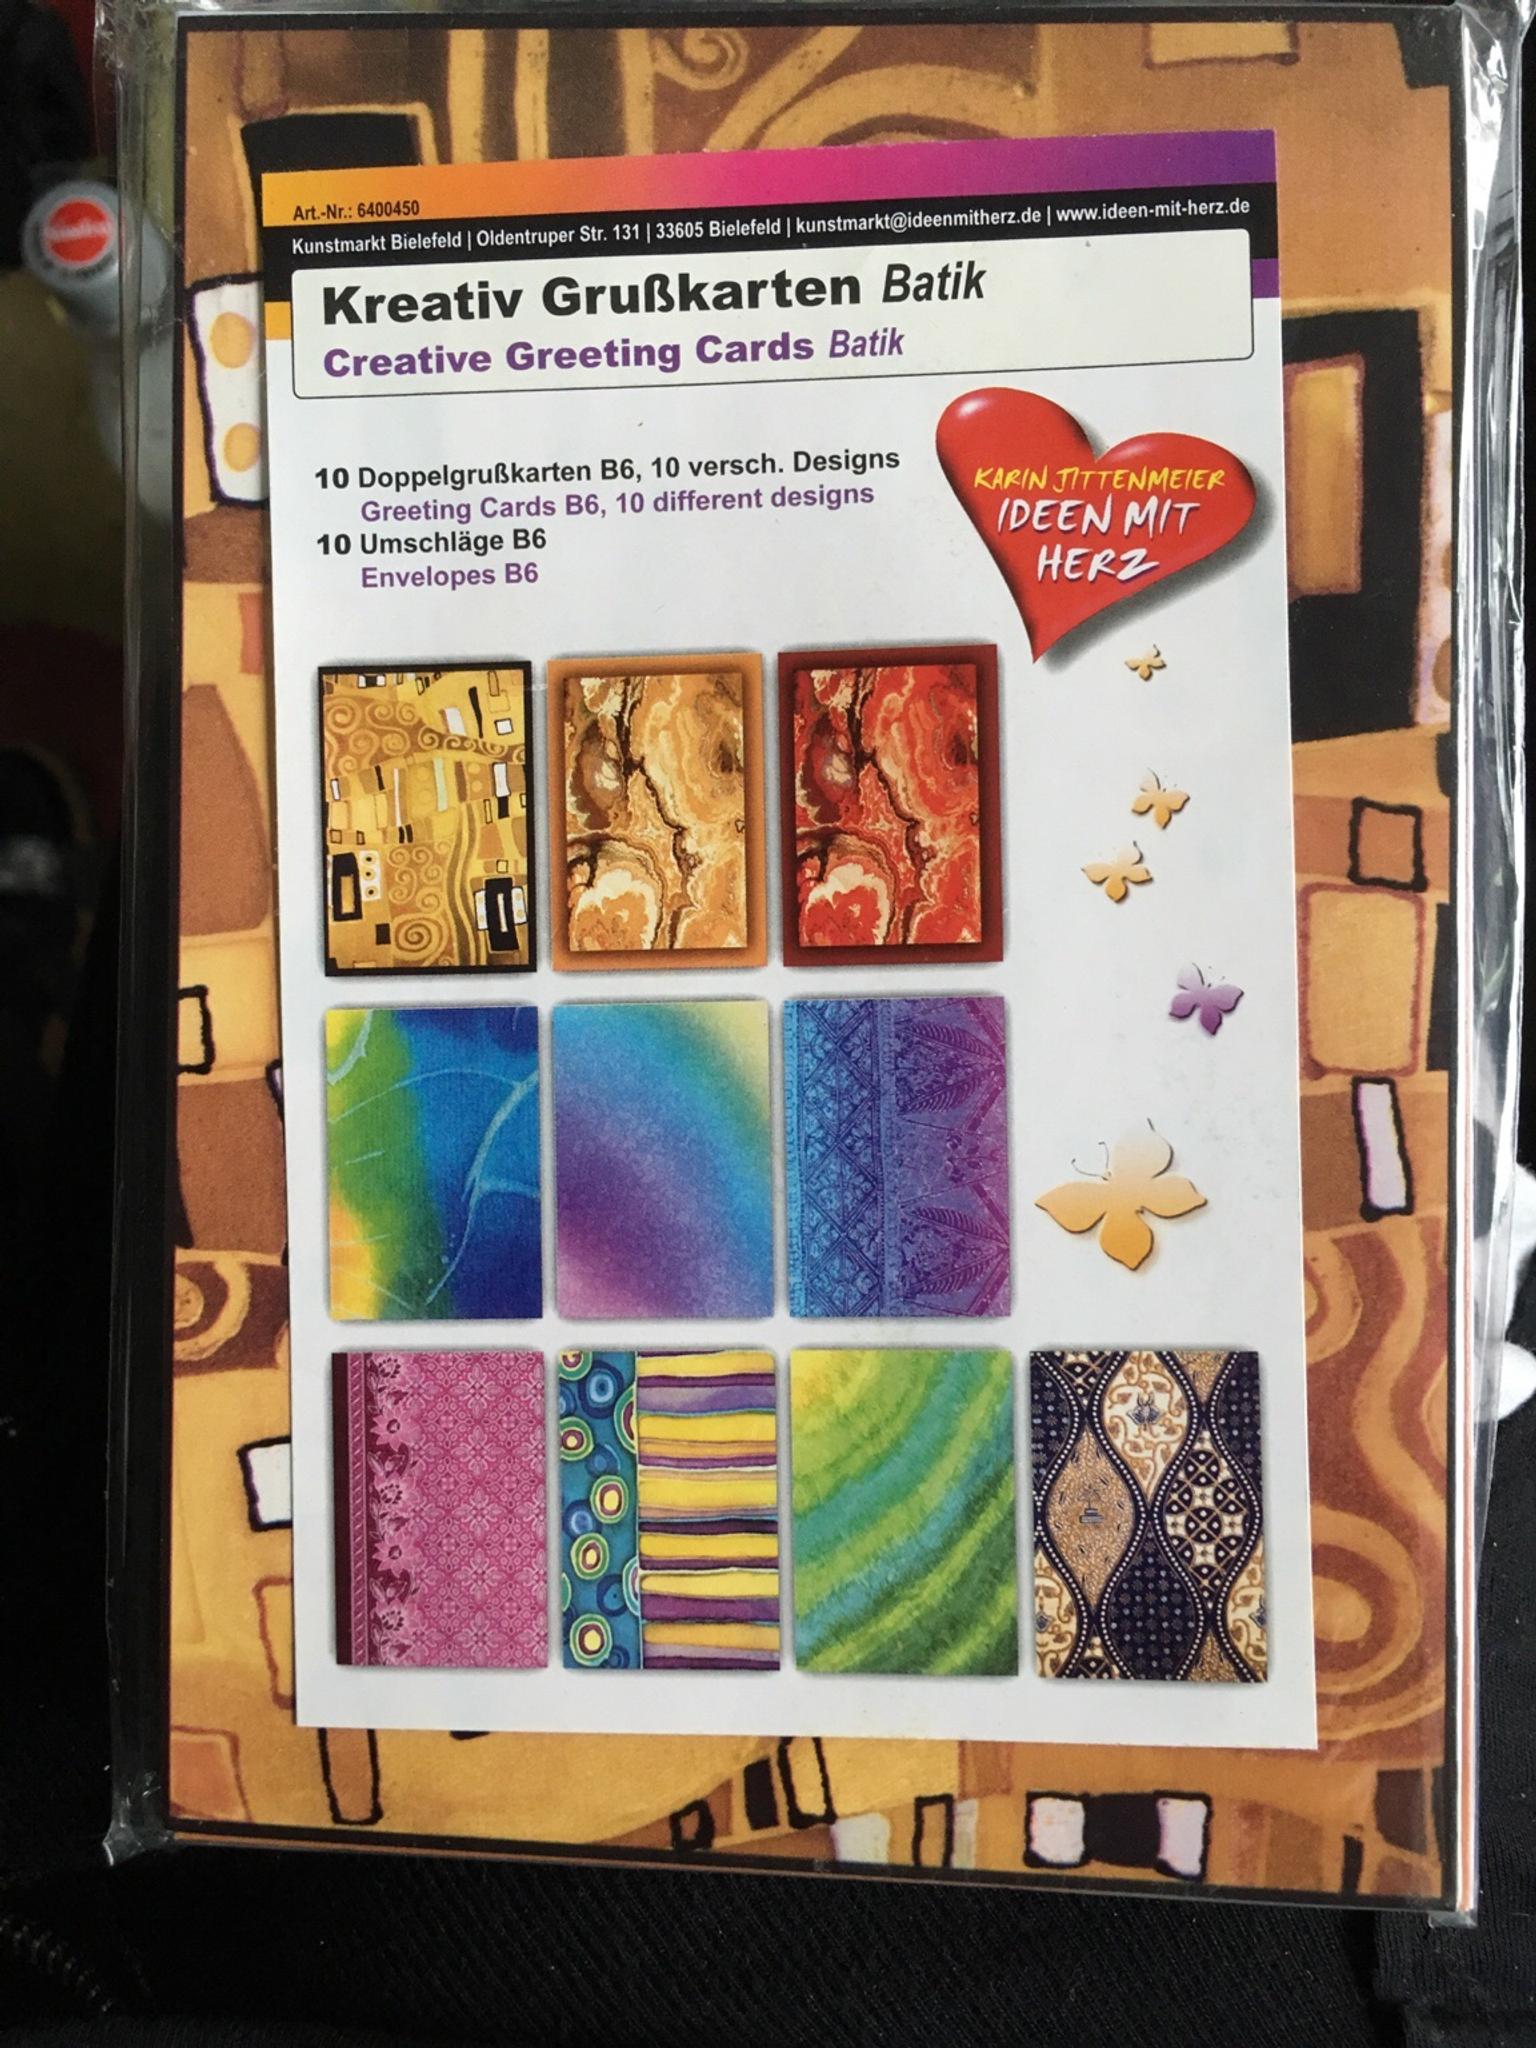 Art.-Nr.: 6400450
Kunstmarkt Bielefeld | Oldentruper Str. 131 | 33605 Bielefeld | kunstmarkt@ideenmitherz.de | www.ideen-mit-herz.de
Kreativ Grußkarten Batik
Creative Greeting Cards Batik
10 Doppelgrußkarten B6, 10 versch. Designs
Greeting Cards B6, 10 different designs
10 Umschläge B6
Envelopes B6
KARIN JITTENMEIER
IDEEN MIT
HERZ